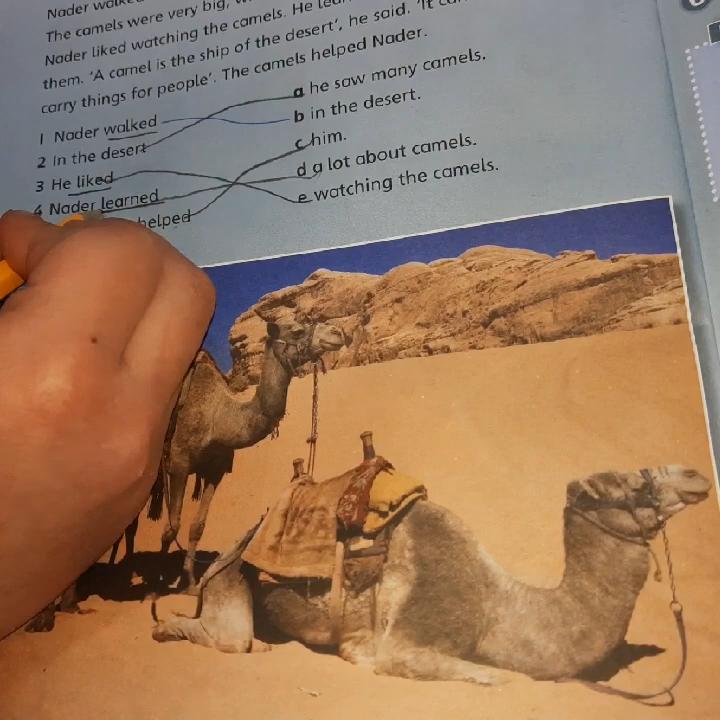 Nader
The camels were very big,
Nader liked watching the camels. He
them. 'A camel is the ship of the desert', he said. 'It
carry things for people'. The camels helped Nader.
1 Nader walked
a he saw many camels.
2 In the desert
b in the desert.
3 He liked
c him.
4 Nader learned
d a lot about camels.
helped
e watching the camels.